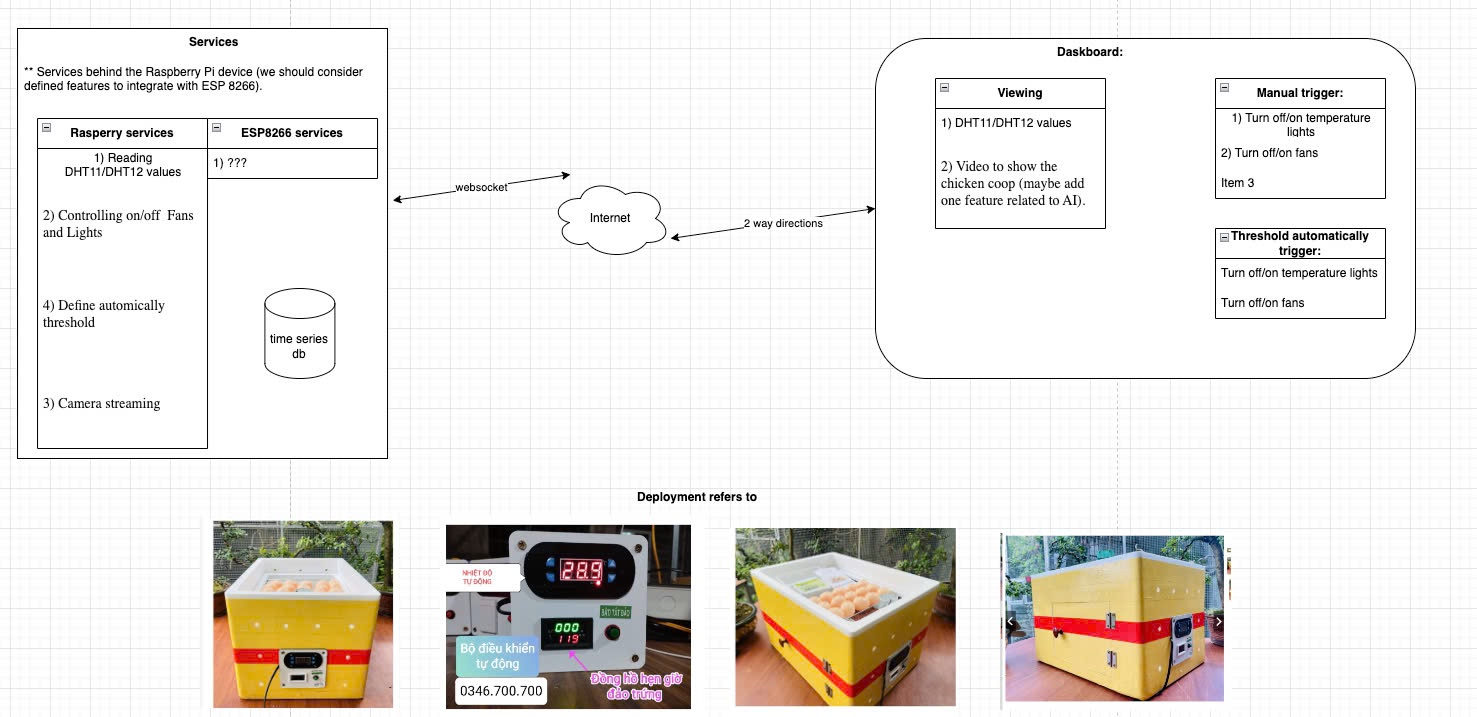 Services
** Services behind the Raspberry Pi device (we should consider
defined features to integrate with ESP 8266).
Rasperry services
1) Reading
DHT11/DHT12 values
2) Controlling on/off Fans
and Lights
4) Define automically
threshold
3) Camera streaming
ESP8266 services
1) ???
time series
db
websocket
Internet
2 way directions
Daskboard:
Viewing
1) DHT11/DHT12 values
2) Video to show the
chicken coop (maybe add
one feature related to AI).
Manual trigger:
1) Turn off/on temperature
lights
2) Turn off/on fans
Item 3
Threshold automatically
trigger:
Turn off/on temperature lights
Turn off/on fans
Deployment refers to
NHIỆT ĐỘ
TỰ ĐỘNG
28.9
BẬT/TẮT ĐẢO
000
119
Bộ điều khiển
tự động
0346.700.700
Đồng hồ hẹn giờ
đảo trứng